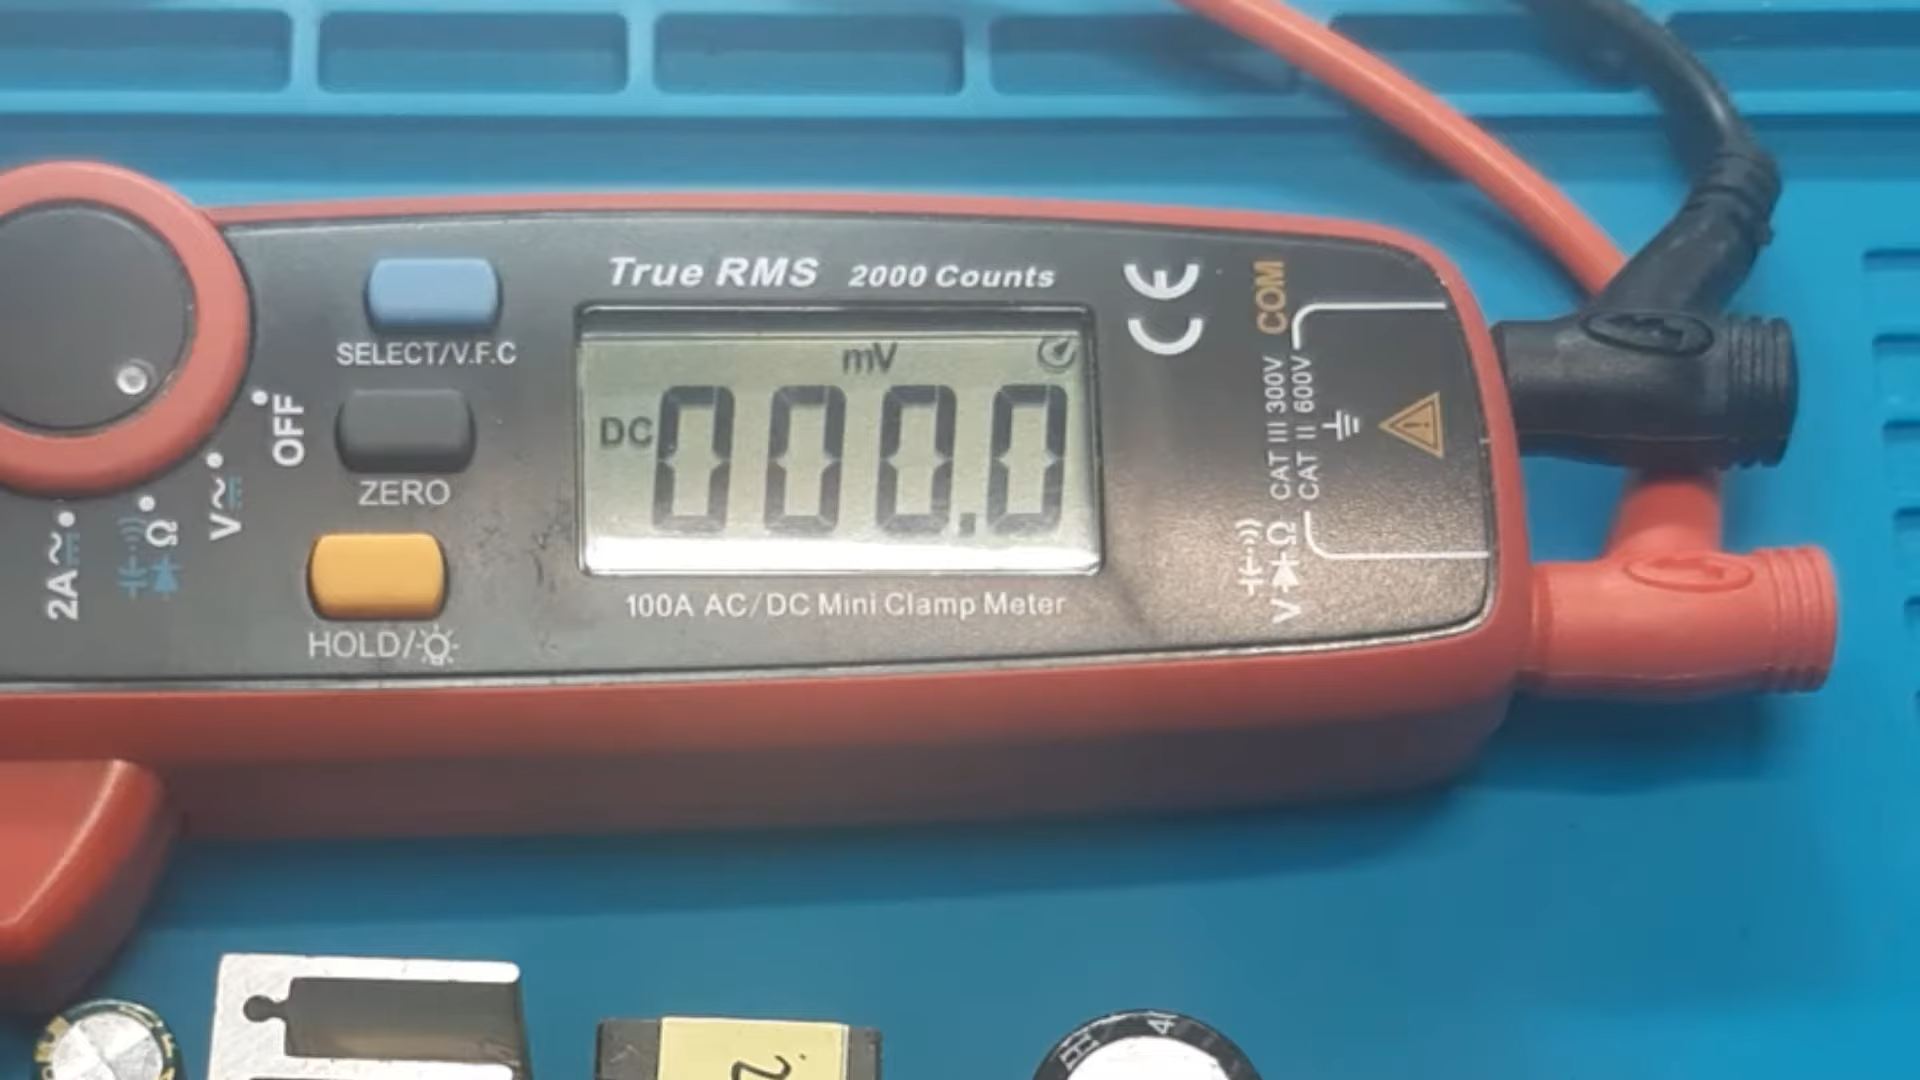 True RMS 2000 Counts
SELECT/V.F.C
mV
DC 000.0
OFF
ZERO
V
Ω
2A
HOLD/
100A AC/DC Mini Clamp Meter
CE
COM
CAT III 300V
CAT II 600V
VΩ